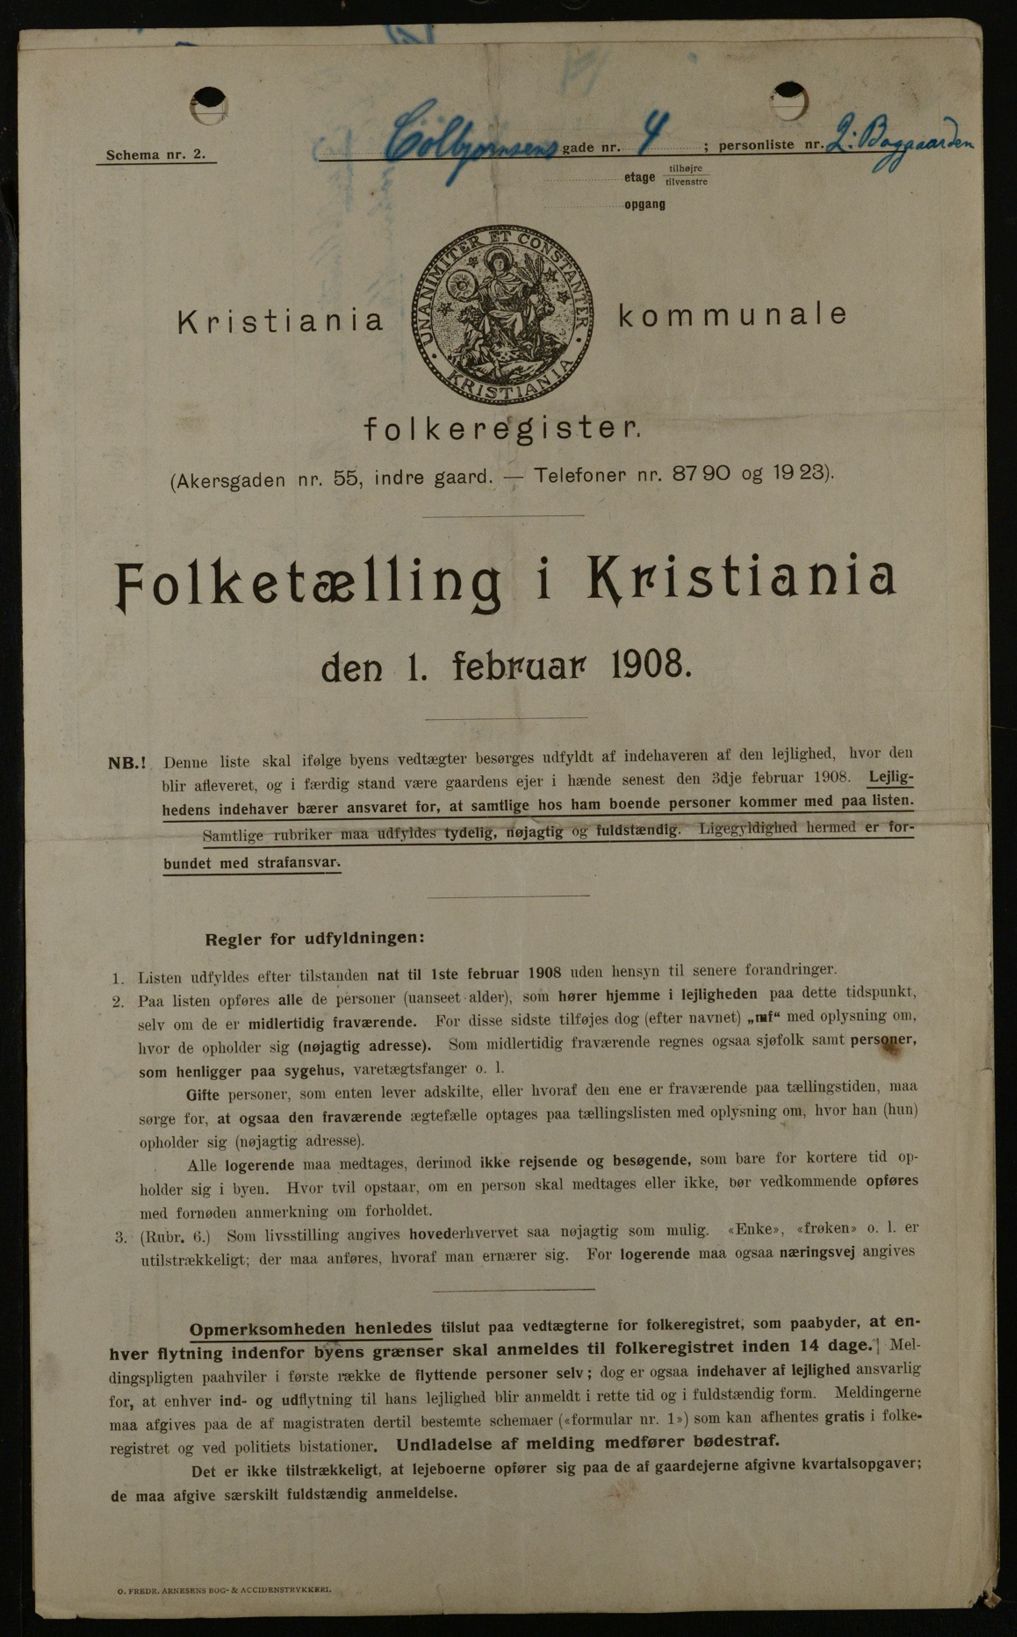 Schema nr. 2.
Cölbjørnsens gade nr. 4 ; personliste nr. 2. Baggaarden
etage tilhøjre
tilvenstre
opgang
UNANIMITER ET CONSTANTER
KRISTIANIA
Kristiania kommunale
folkeregister.
(Akersgaden nr. 55, indre gaard. — Telefoner nr. 8790 og 1923).
Folketælling i Kristiania
den 1. februar 1908.
NB.! Denne liste skal ifølge byens vedtægter besørges udfyldt af indehaveren af den lejlighed, hvor den
blir afleveret, og i færdig stand være gaardens ejer i hænde senest den 3dje februar 1908. Lejlig-
hedens indehaver bærer ansvaret for, at samtlige hos ham boende personer kommer med paa listen.
Samtlige rubriker maa udfyldes tydelig, nøjagtig og fuldstændig. Ligegyldighed hermed er for-
bundet med strafansvar.
Regler for udfyldningen:
1. Listen udfyldes efter tilstanden nat til 1ste februar 1908 uden hensyn til senere forandringer.
2. Paa listen opføres alle de personer (uanseet alder), som hører hjemme i lejligheden paa dette tidspunkt,
selv om de er midlertidig fraværende. For disse sidste tilføjes dog (efter navnet) „mf“ med oplysning om,
hvor de opholder sig (nøjagtig adresse). Som midlertidig fraværende regnes ogsaa sjøfolk samt personer,
som henligger paa sygehus, varetægtsfanger o. l.
Gifte personer, som enten lever adskilte, eller hvoraf den ene er fraværende paa tællingstiden, maa
sørge for, at ogsaa den fraværende ægtefælle optages paa tællingslisten med oplysning om, hvor han (hun)
opholder sig (nøjagtig adresse).
Alle logerende maa medtages, derimod ikke rejsende og besøgende, som bare for kortere tid op-
holder sig i byen. Hvor tvil opstaar, om en person skal medtages eller ikke, bør vedkommende opføres
med fornøden anmerkning om forholdet.
3. (Rubr. 6.) Som livsstilling angives hovederhvervet saa nøjagtig som mulig. «Enke», «frøken» o. l. er
utilstrækkeligt; der maa anføres, hvoraf man ernærer sig. For logerende maa ogsaa næringsvej angives
Opmerksomheden henledes tilslut paa vedtægterne for folkeregistret, som paabyder, at en-
hver flytning indenfor byens grænser skal anmeldes til folkeregistret inden 14 dage. Mel-
dingspligten paahviler i første række de flyttende personer selv; dog er ogsaa indehaver af lejlighed ansvarlig
for, at enhver ind- og udflytning til hans lejlighed blir anmeldt i rette tid og i fuldstændig form. Meldingerne
maa afgives paa de af magistraten dertil bestemte schemaer («formular nr. 1») som kan afhentes gratis i folke-
registret og ved politiets bistationer. Undladelse af melding medfører bødestraf.
Det er ikke tilstrækkeligt, at lejeboerne opfører sig paa de af gaardejerne afgivne kvartalsopgaver;
de maa afgive særskilt fuldstændig anmeldelse.
O. FREDR. ARNESENS BOG- & ACCIDENSTRYKKERI.